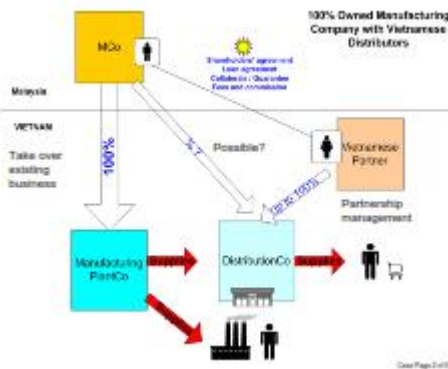 100% Owned Manufacturing
Company with Vietnamese
Distributors
MCo
Shareholders' agreement
Loan agreement
Collaterals / Guarantee
Fees and commission
Malaysia
VIETNAM
Take over
existing
business
100%
% ?
Possible?
Vietnamese
Partner
Up to 100%
Partnership
management
Manufacturing
PlantCo
Supplies
DistributionCo
Supplies
Supplies